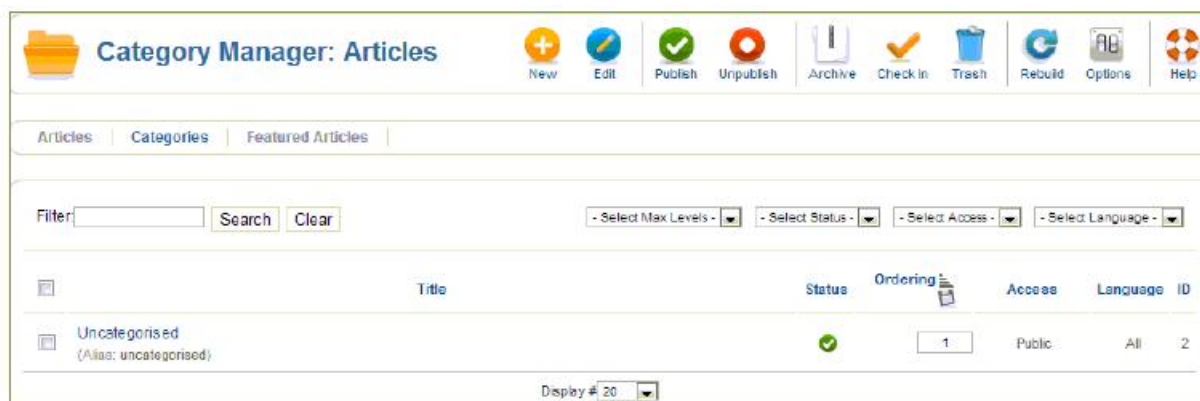 Category Manager: Articles
New Edit Publish Unpublish Archive Check In Trash Rebuild Options Help
Articles Categories Featured Articles
Filter: Search Clear - Select Max Levels - - Select Status - - Select Access - - Select Language -
Title Status Ordering Access Language ID
Uncategorised 1 Public All 2
(Alias: uncategorised)
Display # 20